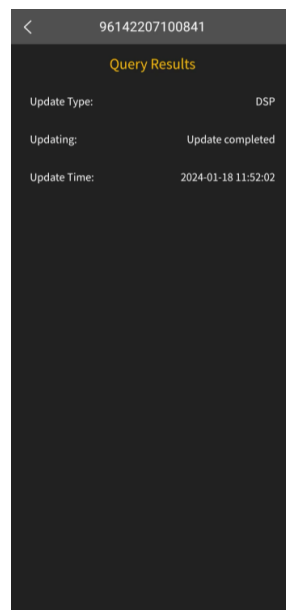 96142207100841
Query Results
Update Type: DSP
Updating: Update completed
Update Time: 2024-01-18 11:52:02